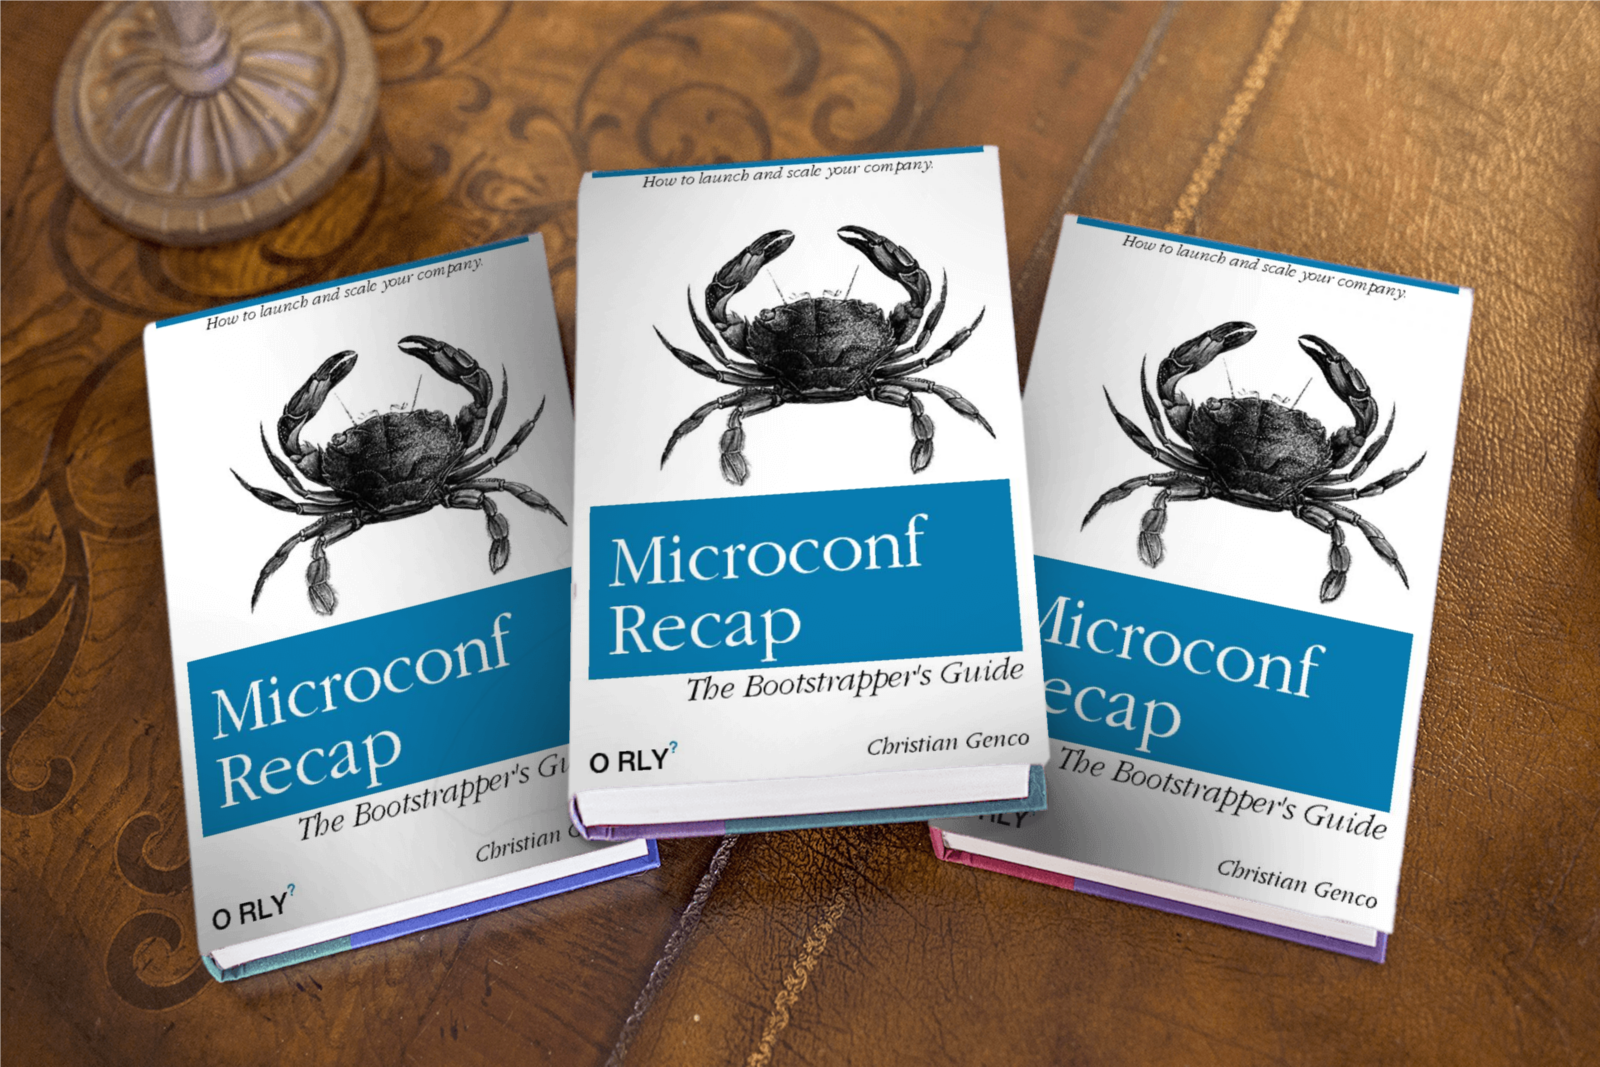 How to launch and scale your company.
Microconf
Recap
The Bootstrapper's Gu
Christian
O RLY?
How to launch and scale your company.
Microconf
Recap
The Bootstrapper's Guide
Christian Genco
O RLY?
How to launch and scale your company.
Microconf
ecap
The Bootstrapper's Guide
RLY
Christian Genco